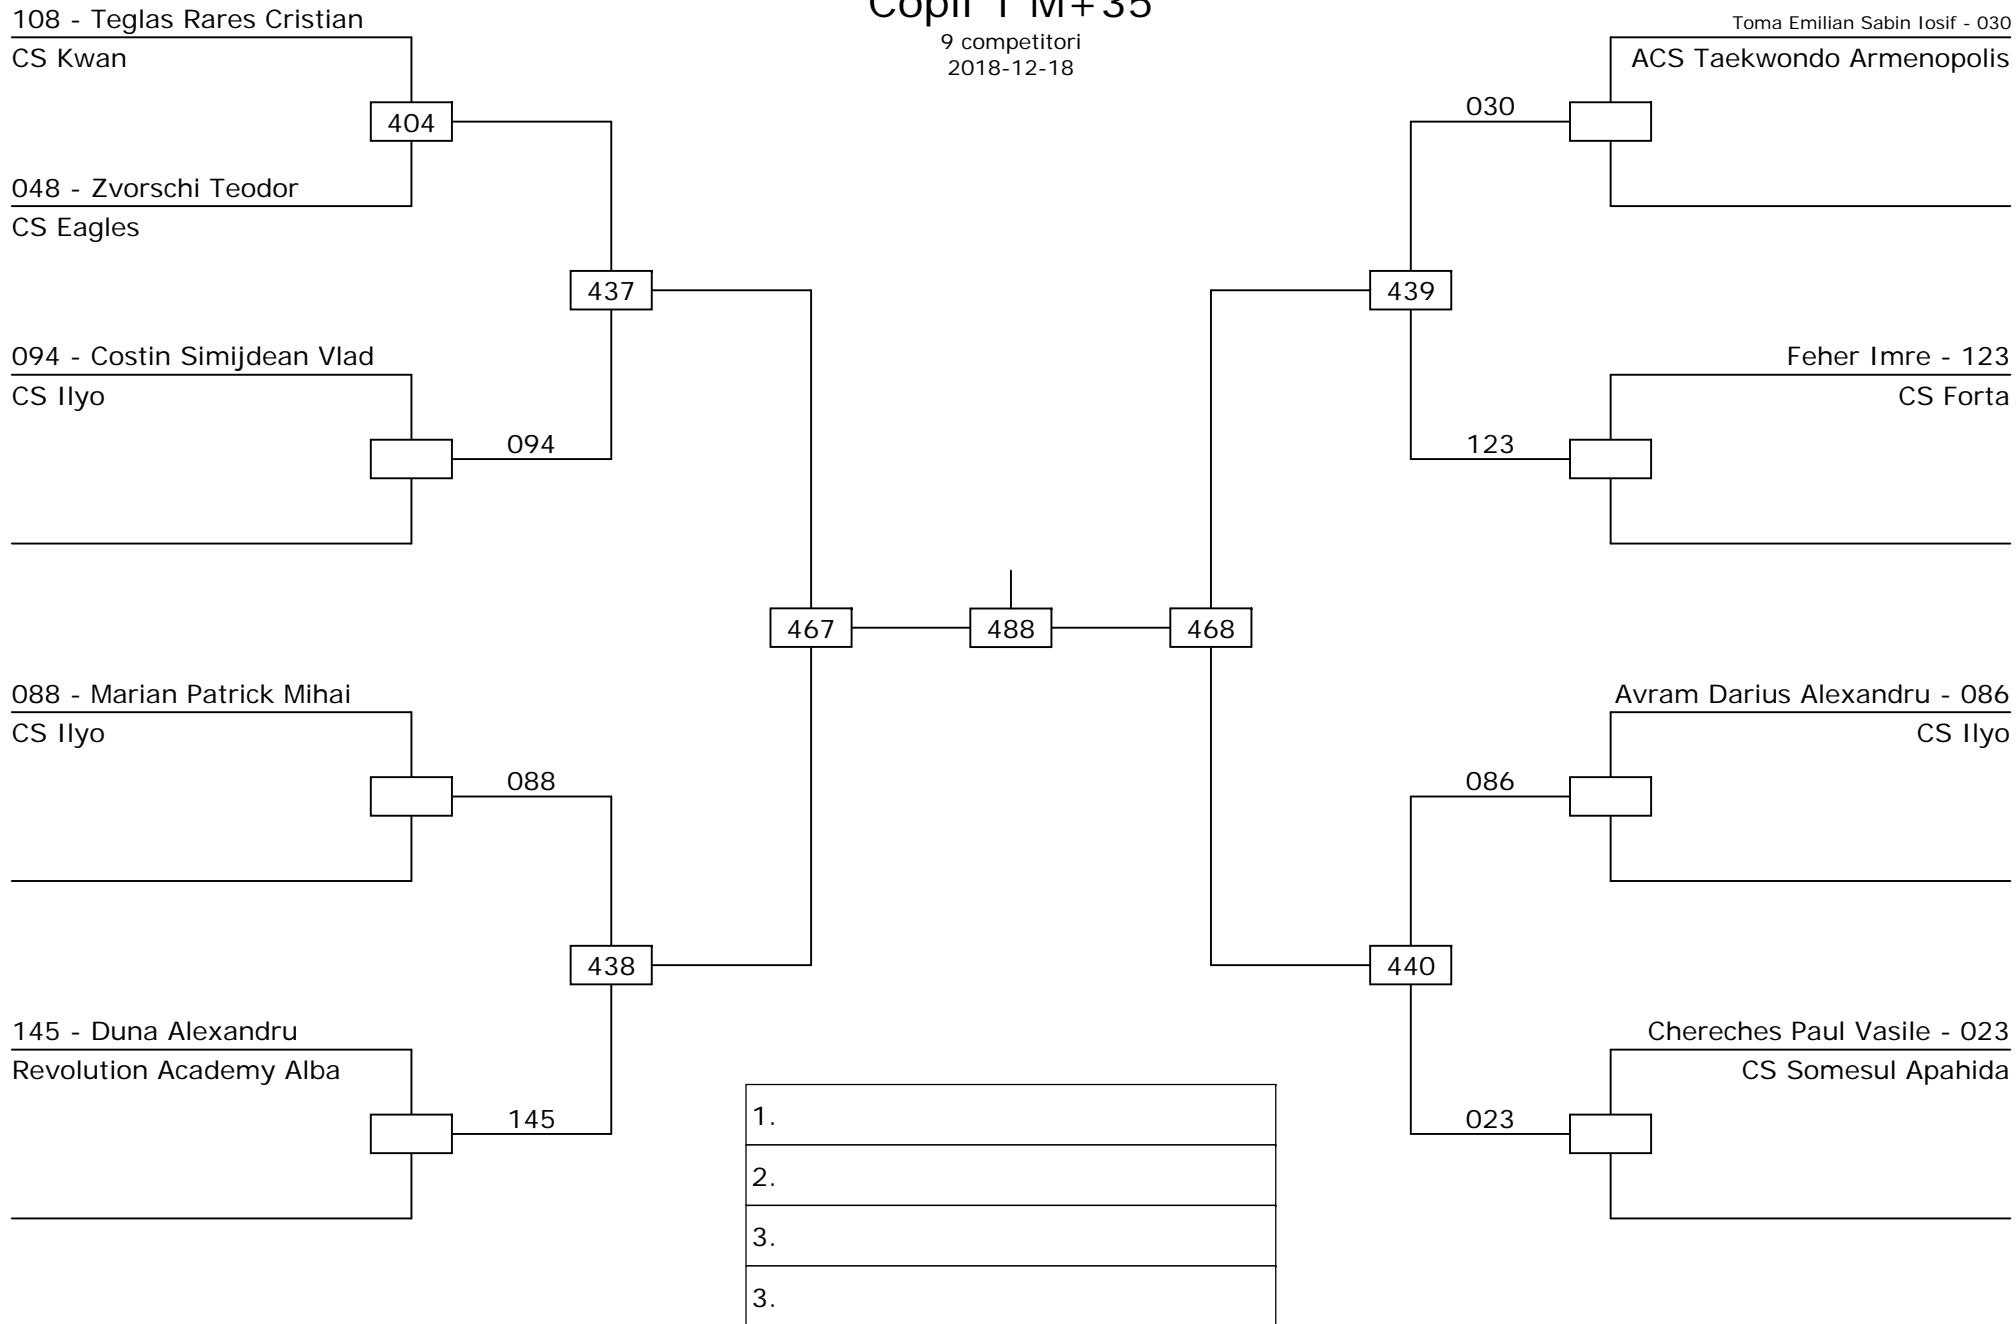 Copii 1 M+35
9 competitori
2018-12-18
108 - Teglas Rares Cristian
CS Kwan
404
048 - Zvorschi Teodor
CS Eagles
437
094 - Costin Simijdean Vlad
CS Ilyo
094
467
088 - Marian Patrick Mihai
CS Ilyo
088
438
145 - Duna Alexandru
Revolution Academy Alba
145
488
Toma Emilian Sabin Iosif - 030
ACS Taekwondo Armenopolis
030
439
Feher Imre - 123
CS Forta
123
468
Avram Darius Alexandru - 086
CS Ilyo
086
440
Chereches Paul Vasile - 023
CS Somesul Apahida
023
1.
2.
3.
3.